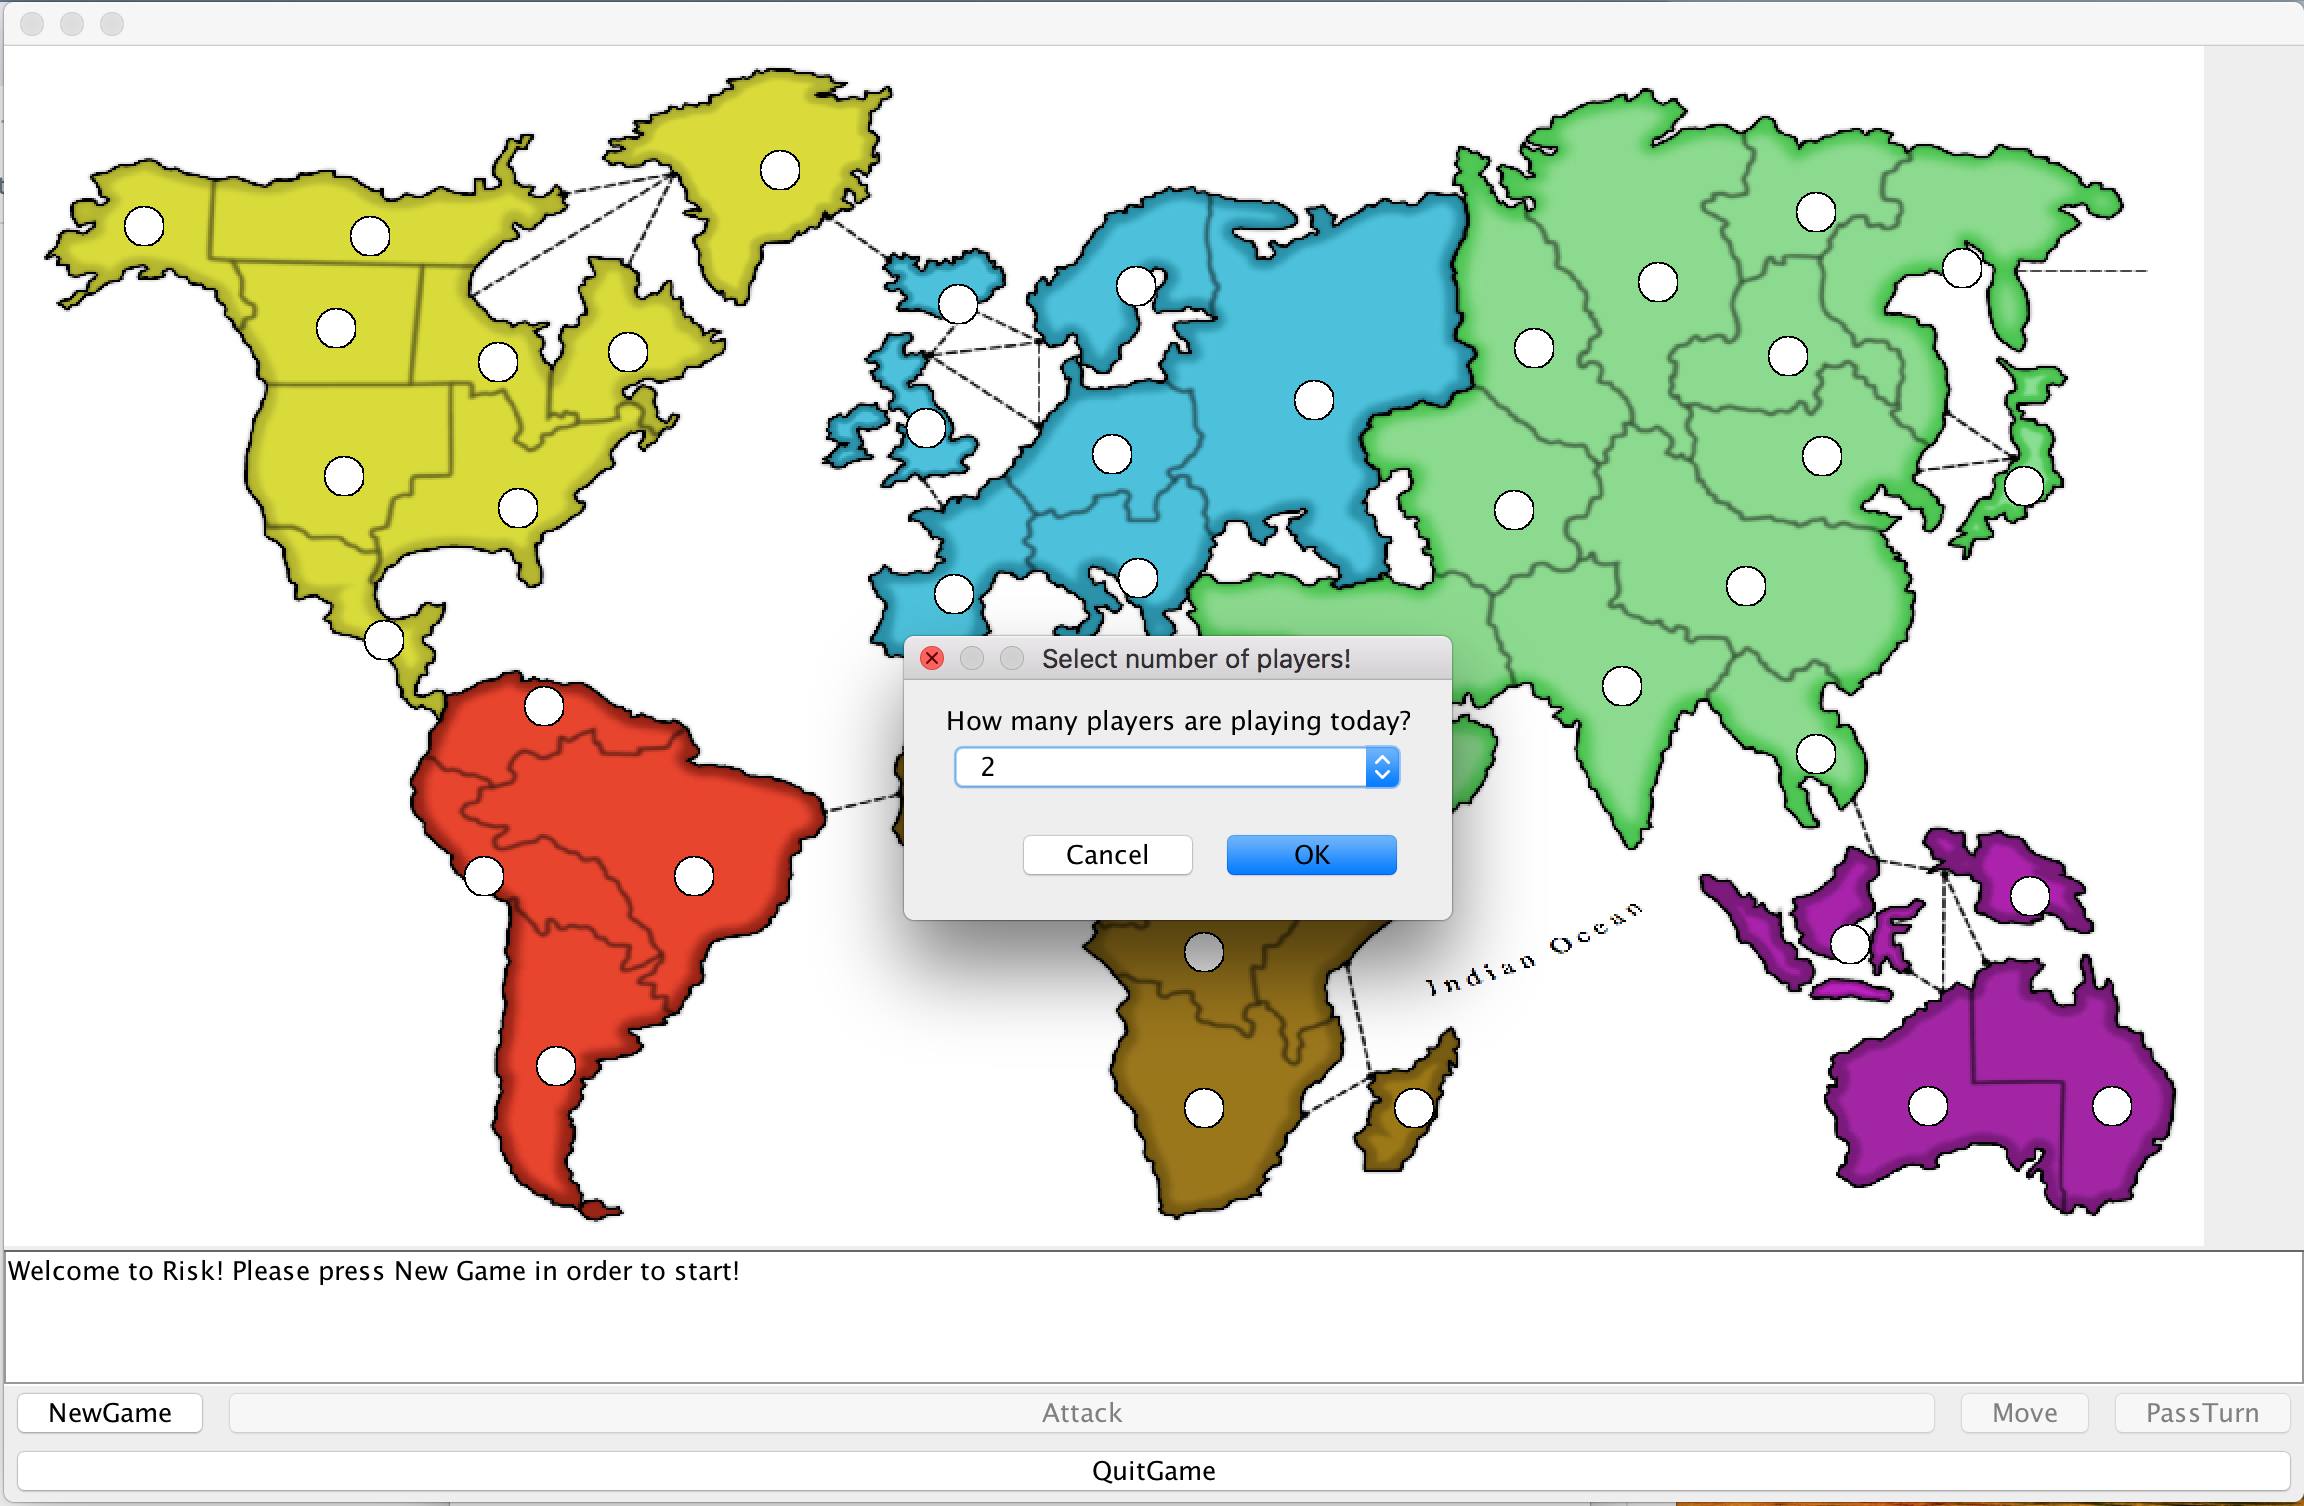 Select number of players!
How many players are playing today?
2
Cancel
OK
Indian Ocean
Welcome to Risk! Please press New Game in order to start!
NewGame
Attack
Move
PassTurn
QuitGame